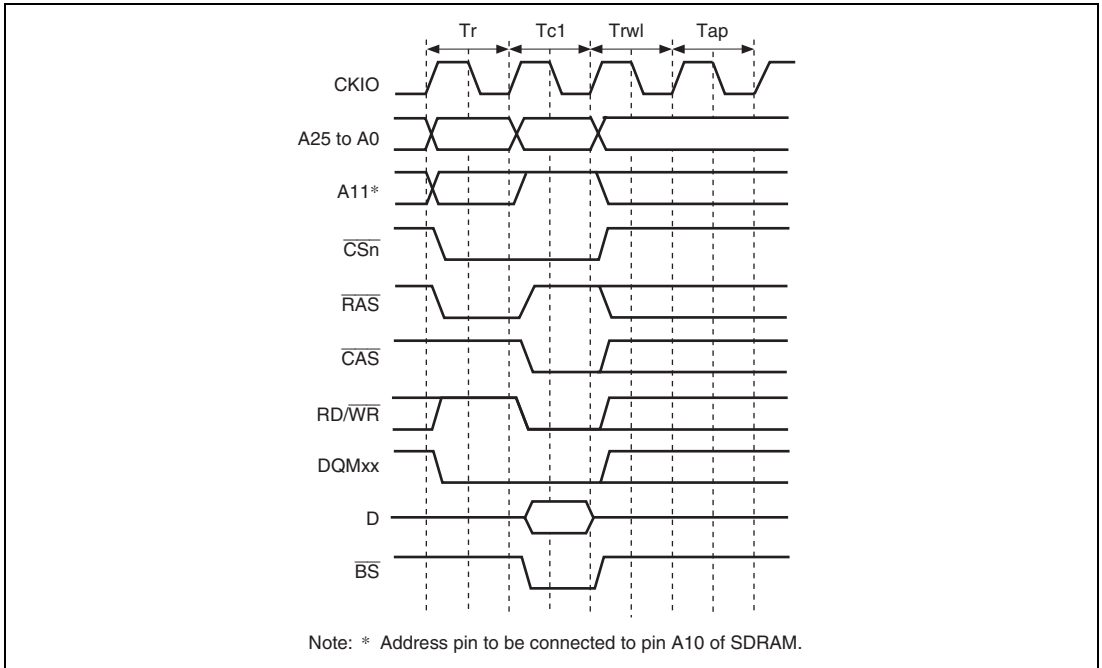 Tr Tc1 Trwl Tap
CKIO
A25 to A0
A11*
CSn
RAS
CAS
RD/WR
DQMxx
D
BS
Note: * Address pin to be connected to pin A10 of SDRAM.